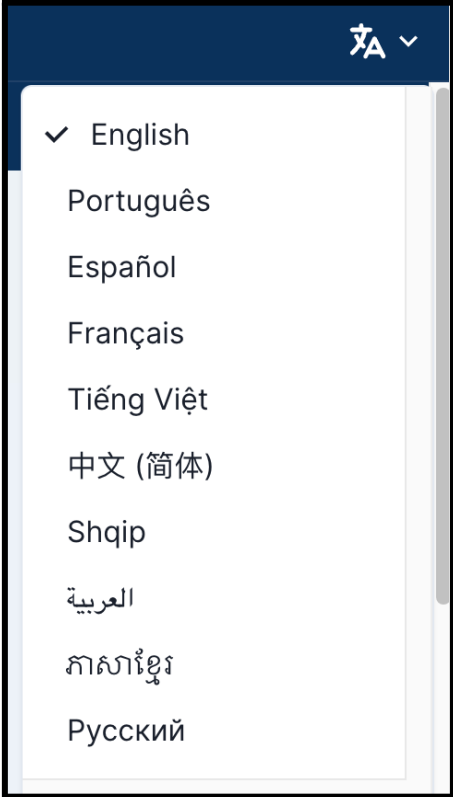 English
Português
Español
Français
Tiếng Việt
中文 (简体)
Shqip
العربية
ភាសាខ្មែរ
Русский